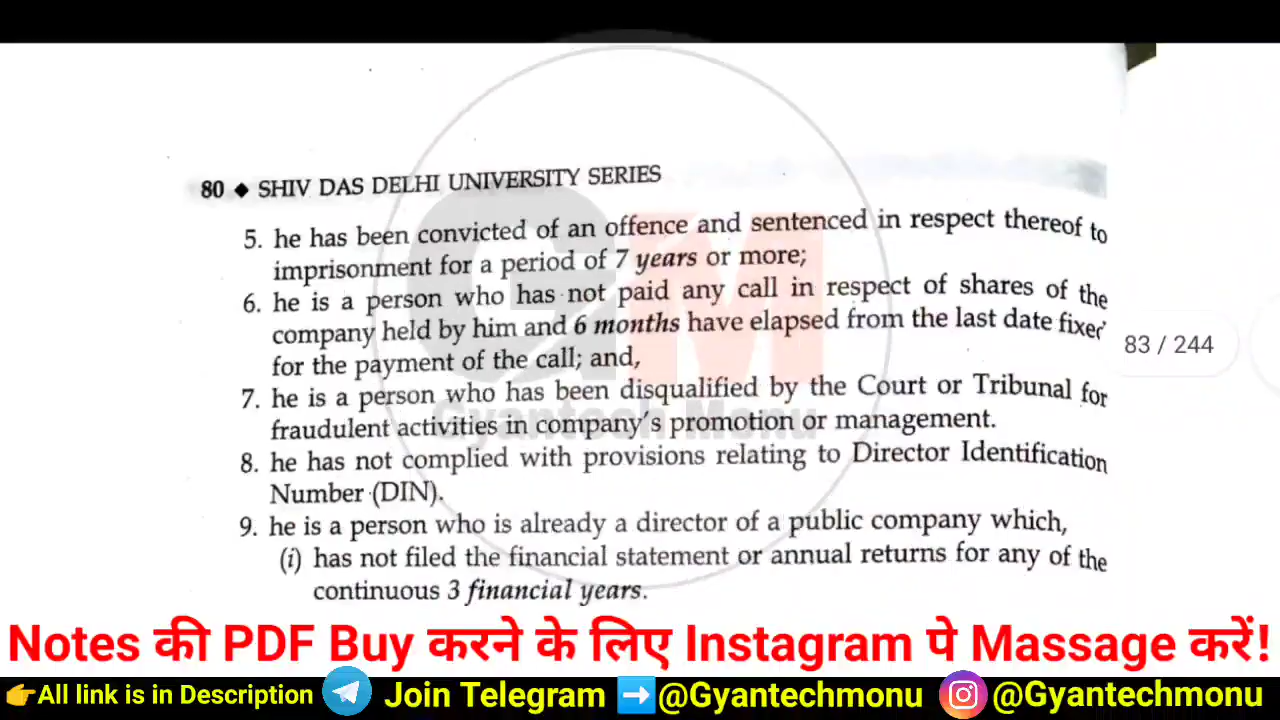 80 ◆ SHIV DAS DELHI UNIVERSITY SERIES
5. he has been convicted of an offence and sentenced in respect thereof to
imprisonment for a period of 7 years or more;
6. he is a person who has not paid any call in respect of shares of the
company held by him and 6 months have elapsed from the last date fixed
for the payment of the call; and,
83 / 244
7. he is a person who has been disqualified by the Court or Tribunal for
fraudulent activities in company's promotion or management.
GM
Gyantech Monu
8. he has not complied with provisions relating to Director Identification
Number (DIN).
9. he is a person who is already a director of a public company which,
(i) has not filed the financial statement or annual returns for any of the
continuous 3 financial years.
Notes की PDF Buy करने के लिए Instagram पे Massage करें!
👉All link is in Description Join Telegram ➡️@Gyantechmonu @Gyantechmonu